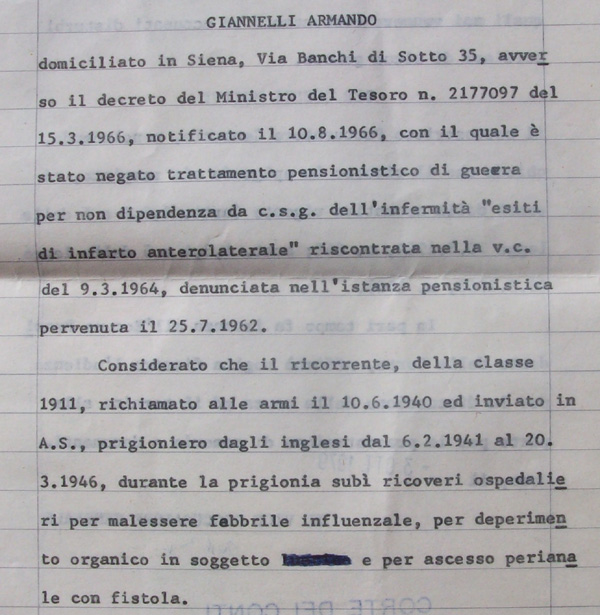 GIANNELLI ARMANDO
domiciliato in Siena, Via Banchi di Sotto 35, avver
so il decreto del Ministro del Tesoro n. 2177097 del
15.3.1966, notificato il 10.8.1966, con il quale è
stato negato trattamento pensionistico di gueera
per non dipendenza da c.s.g. dell'infermità "esiti
di infarto anterolaterale" riscontrata nella v.c.
del 9.3.1964, denunciata nell'istanza pensionistica
pervenuta il 25.7.1962.
Considerato che il ricorrente, della classe
1911, richiamato alle armi il 10.6.1940 ed inviato in
A.S., prigioniero dagli inglesi dal 6.2.1941 al 20.
3.1946, durante la prigionia subì ricoveri ospedalie
ri per malessere febbrile influenzale, per deperimen
to organico in soggetto e per ascesso periana
le con fistola.
CORTE DEI CONTI